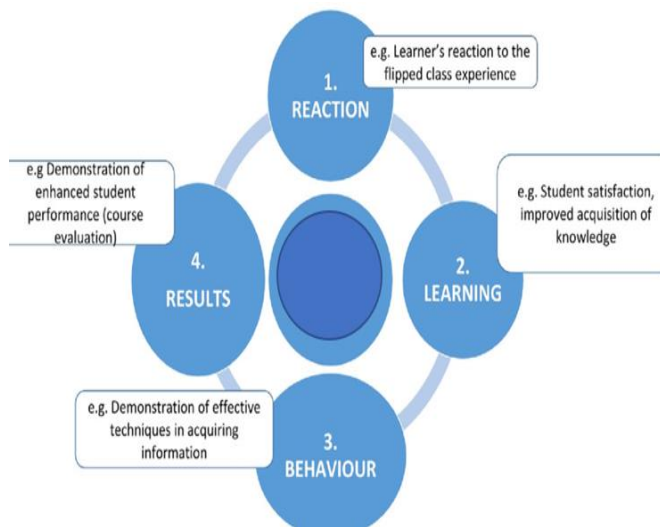 1.
REACTION
e.g. Learner's reaction to the
flipped class experience
2.
LEARNING
e.g. Student satisfaction,
improved acquisition of
knowledge
3.
BEHAVIOUR
e.g. Demonstration of effective
techniques in acquiring
information
4.
RESULTS
e.g Demonstration of
enhanced student
performance (course
evaluation)